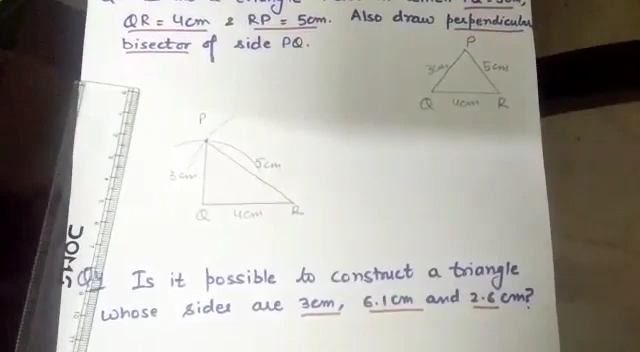 QR = 4cm & RP = 5cm. Also draw perpendicular
bisector of side PQ.
P
3cm
5cm
Q 4cm R
P
3cm
5cm
Q 4cm R
Is it possible to construct a triangle
whose sides are 3cm, 6.1cm and 2.6cm?